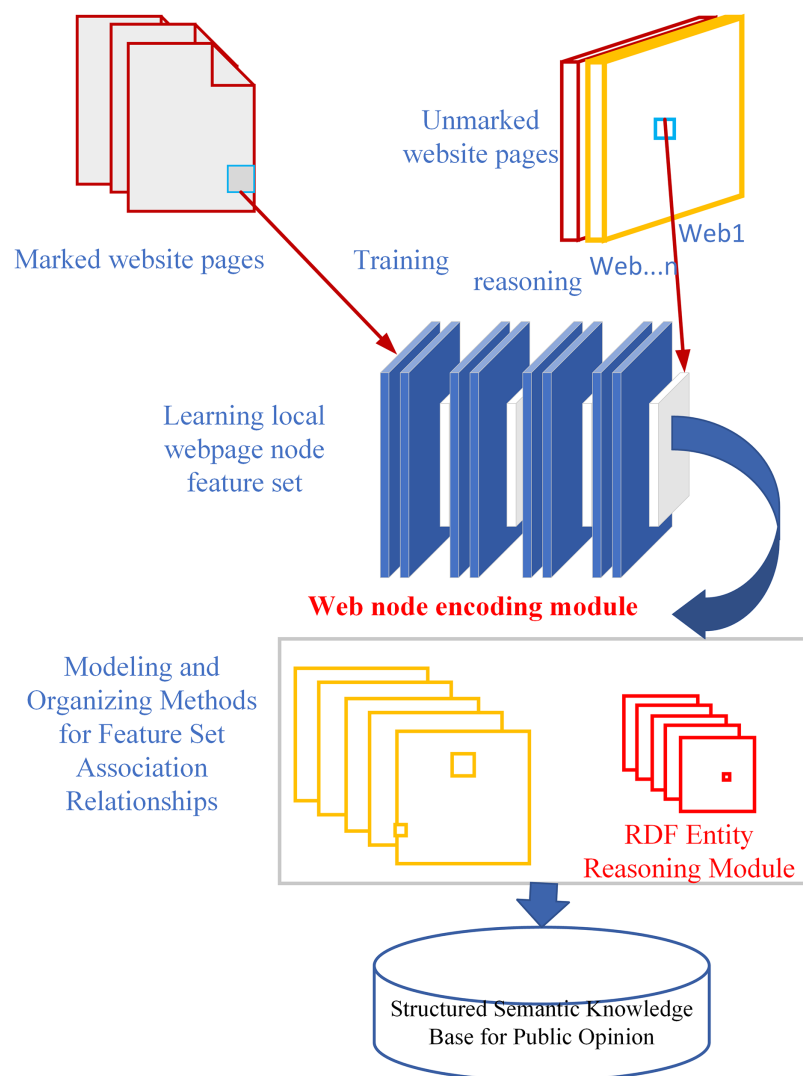 Unmarked
website pages
Web1
Web...n
Marked website pages
Training
reasoning
Learning local
webpage node
feature set
Web node encoding module
Modeling and
Organizing Methods
for Feature Set
Association
Relationships
RDF Entity
Reasoning Module
Structured Semantic Knowledge
Base for Public Opinion